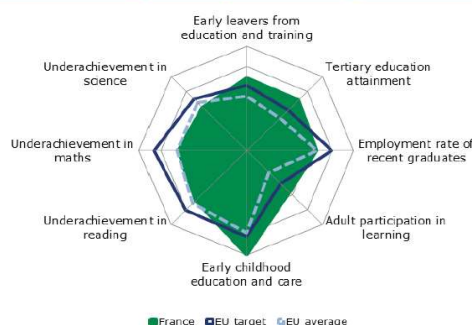 Early leavers from
education and training
Underachievement in
science
Tertiary education
attainment
Underachievement in
maths
Employment rate of
recent graduates
Underachievement in
reading
Adult participation in
learning
Early childhood
education and care
France EU target EU average